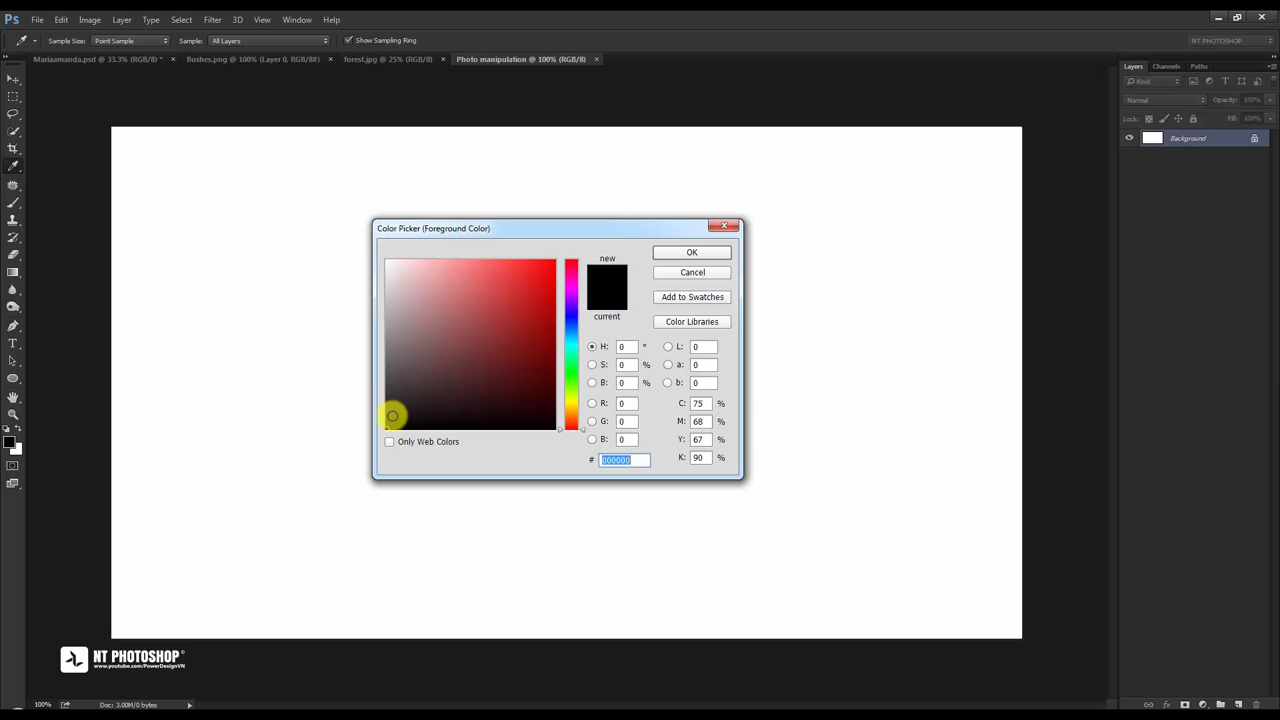 Ps File Edit Image Layer Type Select Filter 3D View Window Help
Sample Size: Point Sample Sample: All Layers Show Sampling Ring NT PHOTOSHOP
Mariaamanda.psd @ 33.3% (RGB/8) * × Bushes.png @ 100% (Layer 0, RGB/8#) × forest.jpg @ 25% (RGB/8) × Photo manipulation @ 100% (RGB/8) ×
Layers Channels Paths
Kind
Normal Opacity: 100%
Lock: Fill: 100%
Background
Color Picker (Foreground Color)
new
current
OK
Cancel
Add to Swatches
Color Libraries
H: 0 ° L: 0
S: 0 % a: 0
B: 0 % b: 0
R: 0 C: 75 %
G: 0 M: 68 %
B: 0 Y: 67 %
# 000000 K: 90 %
Only Web Colors
NT PHOTOSHOP©
www.youtube.com/PowerDesignVN
100% Doc: 3.00M/0 bytes